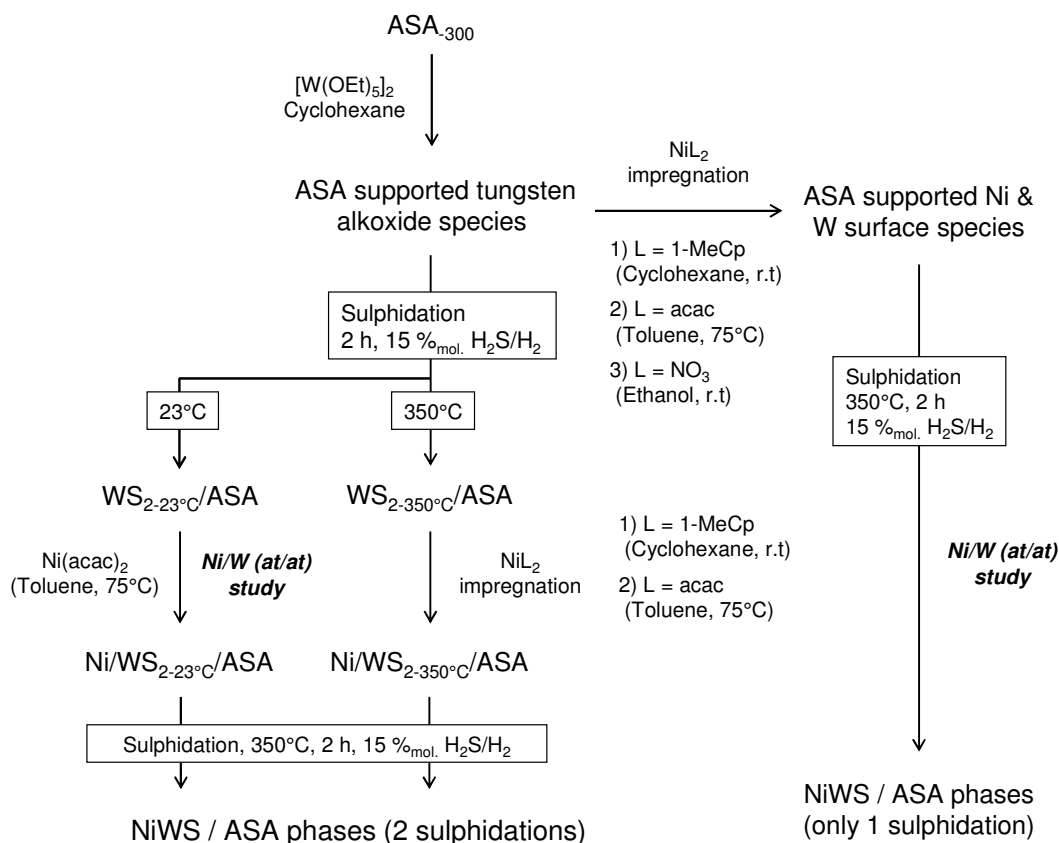 ASA-300
[W(OEt)5]2
Cyclohexane
ASA supported tungsten
alkoxide species
NiL2
impregnation
1) L = 1-MeCp
(Cyclohexane, r.t)
2) L = acac
(Toluene, 75°C)
3) L = NO3
(Ethanol, r.t)
ASA supported Ni &
W surface species
Sulphidation
2 h, 15 %mol. H2S/H2
23°C
350°C
Sulphidation
350°C, 2 h
15 %mol. H2S/H2
WS2-23°C/ASA
WS2-350°C/ASA
Ni(acac)2
(Toluene, 75°C)
Ni/W (at/at)
study
NiL2
impregnation
1) L = 1-MeCp
(Cyclohexane, r.t)
2) L = acac
(Toluene, 75°C)
Ni/W (at/at)
study
Ni/WS2-23°C/ASA
Ni/WS2-350°C/ASA
Sulphidation, 350°C, 2 h, 15 %mol. H2S/H2
NiWS / ASA phases (2 sulphidations)
NiWS / ASA phases
(only 1 sulphidation)